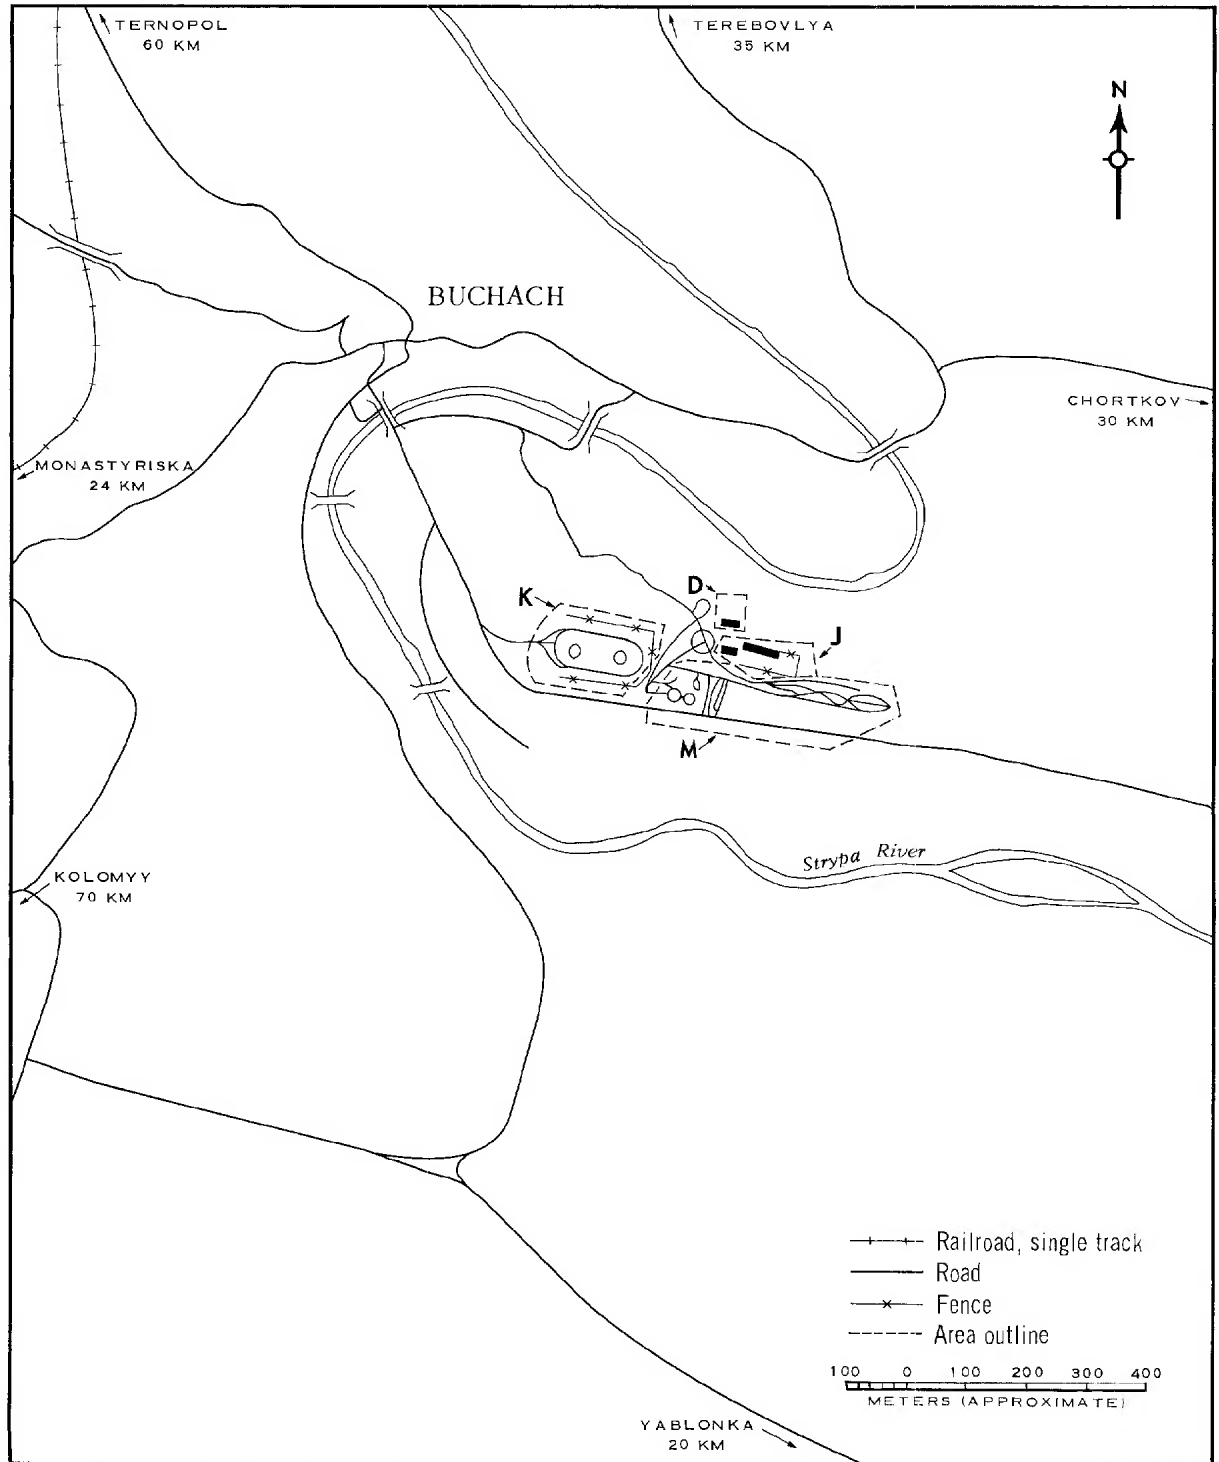 TERNOPOL
60 KM
TEREBOVLYA
35 KM
N
BUCHACH
CHORTKOV
30 KM
MONASTYRISKA
24 KM
D
K
J
M
Strypa River
KOLOMYY
70 KM
Railroad, single track
Road
Fence
Area outline
100 0 100 200 300 400
METERS (APPROXIMATE)
YABLONKA
20 KM